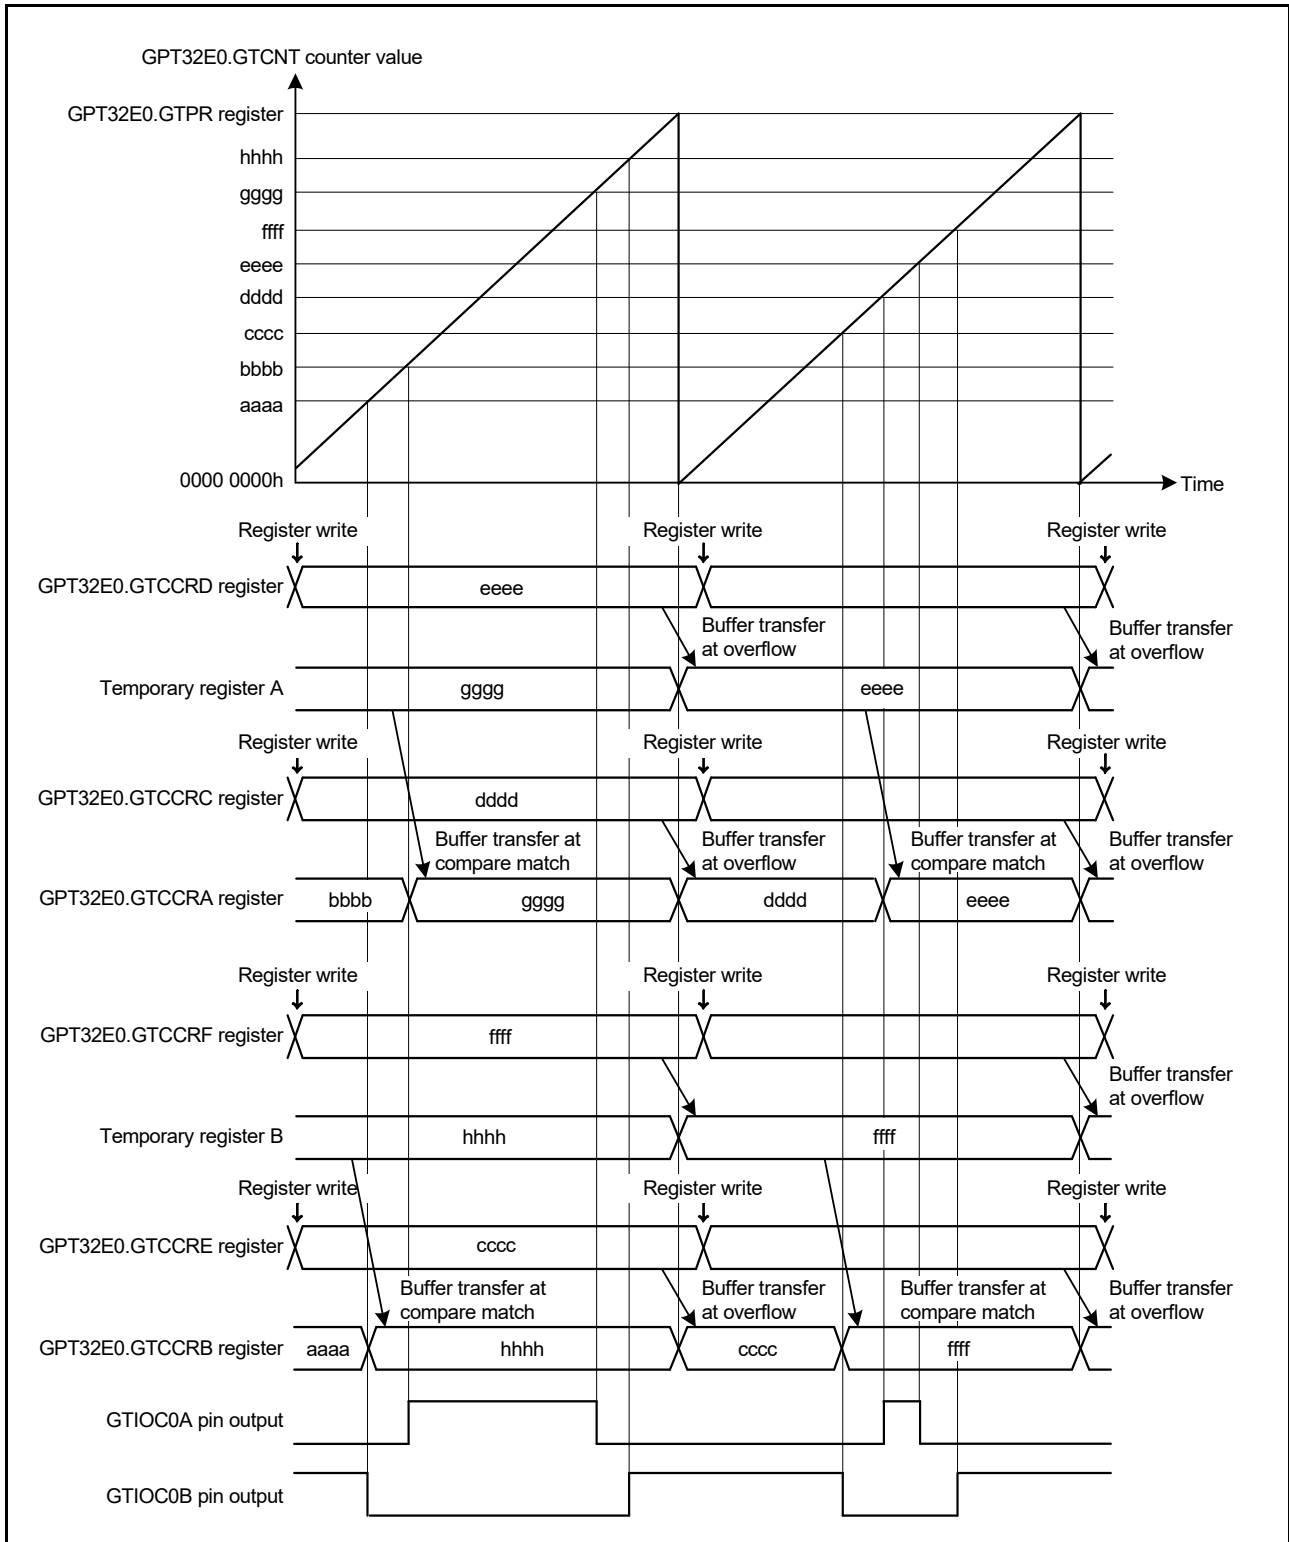 GPT32E0.GTCNT counter value
GPT32E0.GTPR register
hhhh
gggg
ffff
eeee
dddd
cccc
bbbb
aaaa
0000 0000h
Time
Register write Register write Register write
GPT32E0.GTCCRD register eeee
Buffer transfer
at overflow
Buffer transfer
at overflow
Temporary register A gggg eeee
Register write Register write Register write
GPT32E0.GTCCRC register dddd
Buffer transfer at
compare match
Buffer transfer
at overflow
Buffer transfer at
compare match
Buffer transfer
at overflow
GPT32E0.GTCCRA register bbbb gggg dddd eeee
Register write Register write Register write
GPT32E0.GTCCRF register ffff
Buffer transfer
at overflow
Temporary register B hhhh ffff
Register write Register write Register write
GPT32E0.GTCCRE register cccc
Buffer transfer at
compare match
Buffer transfer
at overflow
Buffer transfer at
compare match
Buffer transfer
at overflow
GPT32E0.GTCCRB register aaaa hhhh cccc ffff
GTIOC0A pin output
GTIOC0B pin output